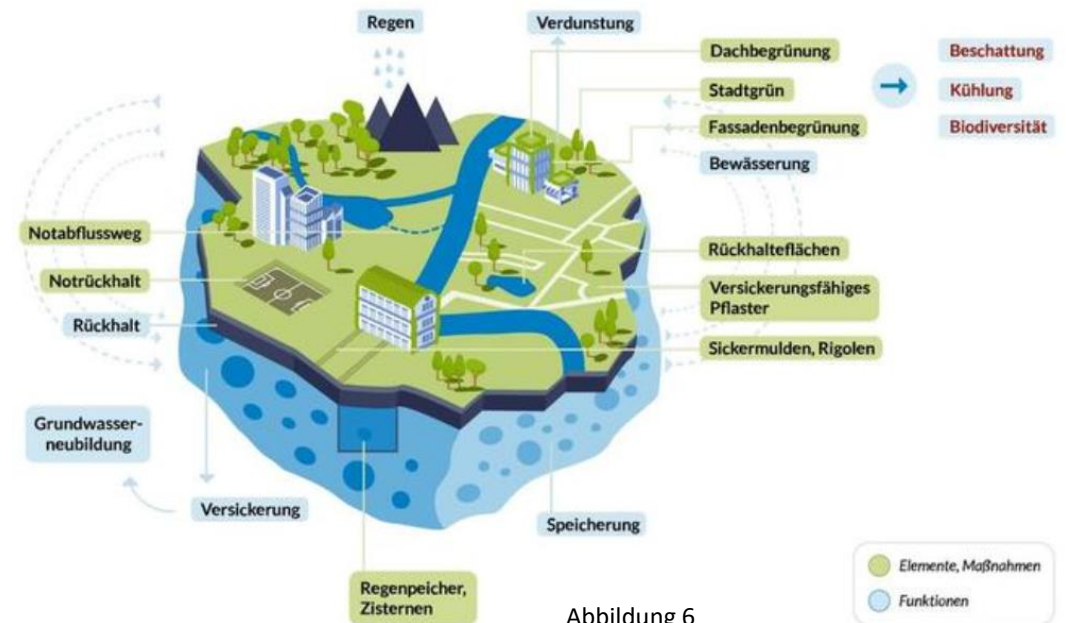 Regen
Verdunstung
Dachbegrünung
Beschattung
Stadtgrün
Kühlung
Fassadenbegrünung
Biodiversität
Bewässerung
Notabflussweg
Rückhalteflächen
Notrückhalt
Versickerungsfähiges
Pflaster
Rückhalt
Sickermulden, Rigolen
Grundwasser-
neubildung
Versickerung
Speicherung
Regenpeicher,
Zisternen
Elemente, Maßnahmen
Funktionen
Abbildung 6